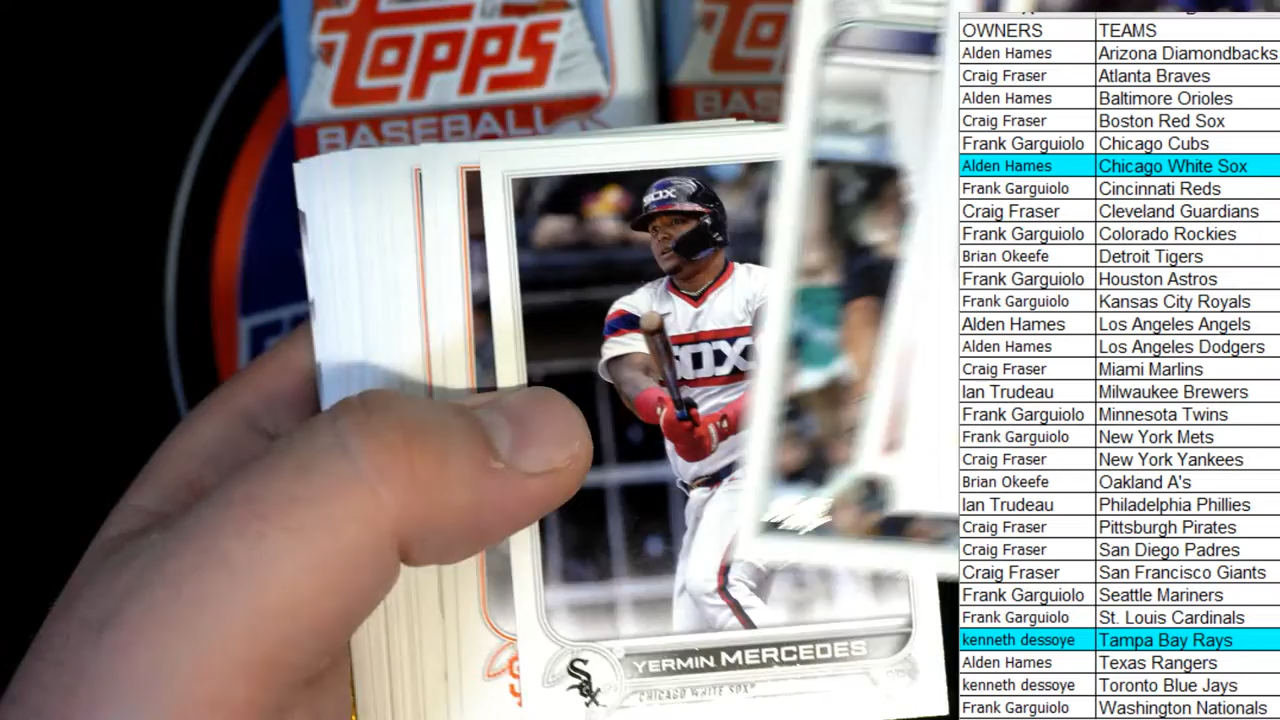 TOPPS
BASEBALL
BAS
SOX
SOX
YERMIN MERCEDES
CHICAGO WHITE SOX
Sox
OWNERS TEAMS
Alden Hames Arizona Diamondbacks
Craig Fraser Atlanta Braves
Alden Hames Baltimore Orioles
Craig Fraser Boston Red Sox
Frank Garguiolo Chicago Cubs
Alden Hames Chicago White Sox
Frank Garguiolo Cincinnati Reds
Craig Fraser Cleveland Guardians
Frank Garguiolo Colorado Rockies
Brian Okeefe Detroit Tigers
Frank Garguiolo Houston Astros
Frank Garguiolo Kansas City Royals
Alden Hames Los Angeles Angels
Alden Hames Los Angeles Dodgers
Craig Fraser Miami Marlins
Ian Trudeau Milwaukee Brewers
Frank Garguiolo Minnesota Twins
Frank Garguiolo New York Mets
Craig Fraser New York Yankees
Brian Okeefe Oakland A's
Ian Trudeau Philadelphia Phillies
Craig Fraser Pittsburgh Pirates
Craig Fraser San Diego Padres
Craig Fraser San Francisco Giants
Frank Garguiolo Seattle Mariners
Frank Garguiolo St. Louis Cardinals
kenneth dessoye Tampa Bay Rays
Alden Hames Texas Rangers
kenneth dessoye Toronto Blue Jays
Frank Garguiolo Washington Nationals